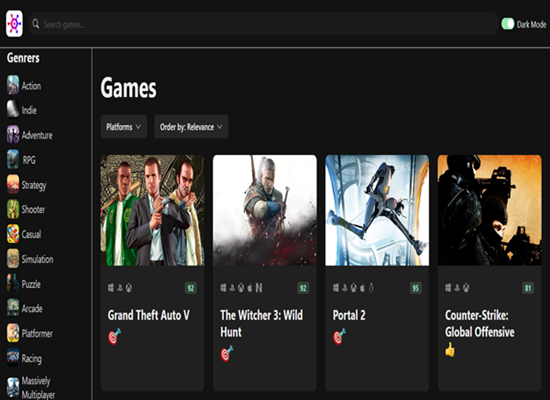 Search games...
Dark Mode
Genrers
Action
Indie
Adventure
RPG
Strategy
Shooter
Casual
Simulation
Puzzle
Arcade
Platformer
Racing
Massively
Multiplayer
Games
Platforms
Order by: Relevance
92
Grand Theft Auto V
92
The Witcher 3: Wild
Hunt
95
Portal 2
81
Counter-Strike:
Global Offensive